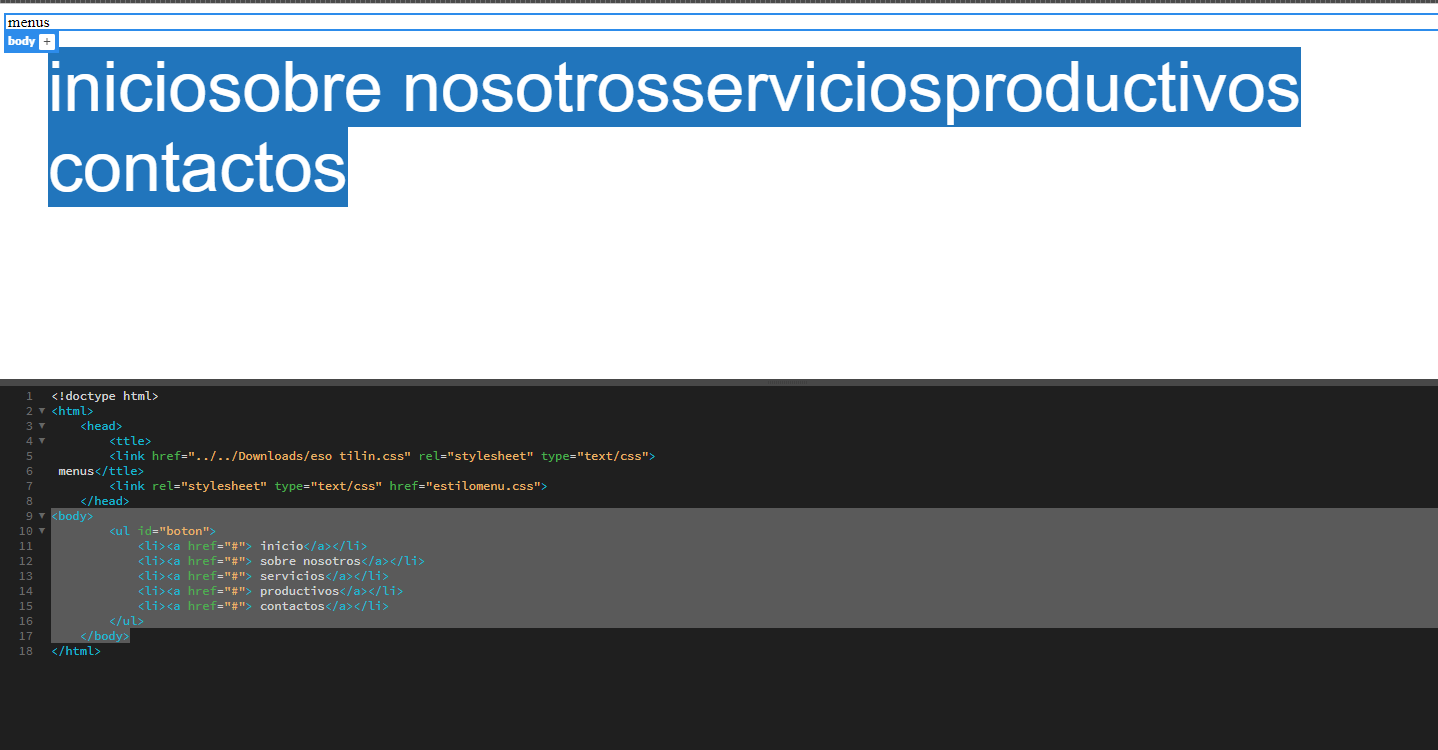 menus
body +
iniciosobre nosotrosserviciosproductivos
contactos
1 <!doctype html>
2 <html>
3 <head>
4 <ttle>
5 <link href="../../Downloads/eso tilin.css" rel="stylesheet" type="text/css">
6 menus</ttle>
7 <link rel="stylesheet" type="text/css" href="estilomenu.css">
8 </head>
9 <body>
10 <ul id="boton">
11 <li><a href="#"> inicio</a></li>
12 <li><a href="#"> sobre nosotros</a></li>
13 <li><a href="#"> servicios</a></li>
14 <li><a href="#"> productivos</a></li>
15 <li><a href="#"> contactos</a></li>
16 </ul>
17 </body>
18 </html>